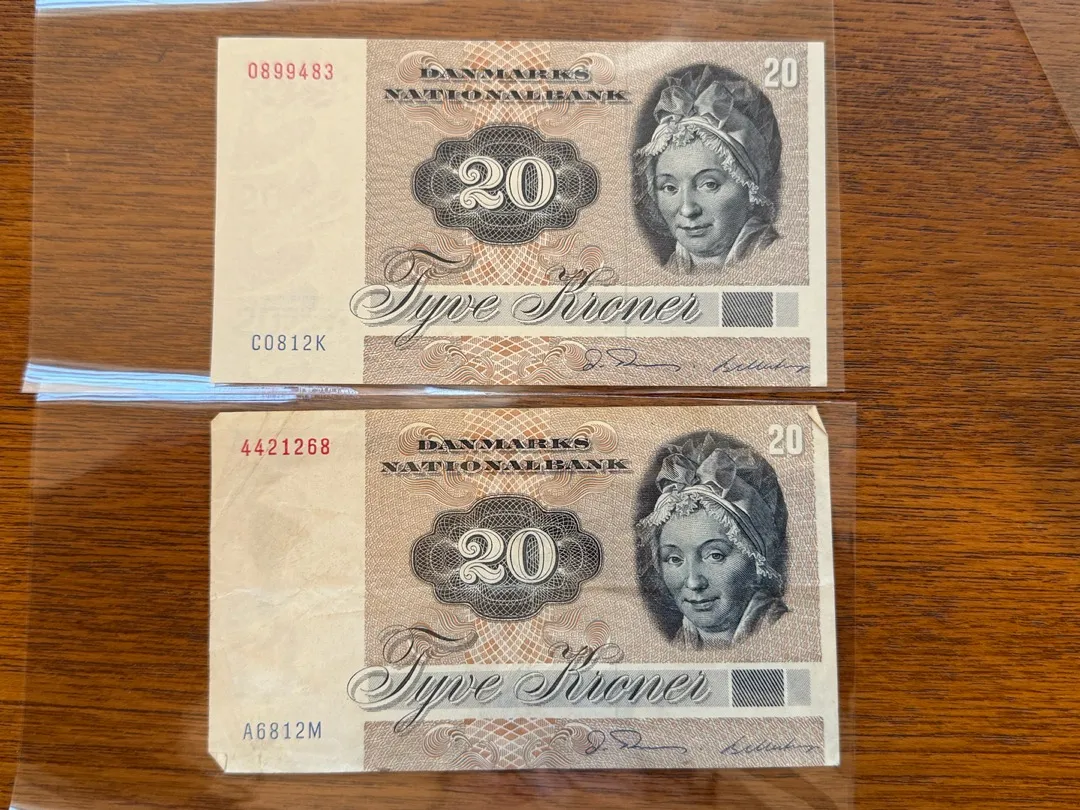 0899483
DANMARKS
NATIONALBANK
20
20
Tyve Kroner
C0812K
4421268
DANMARKS
NATIONALBANK
20
20
Tyve Kroner
A6812M